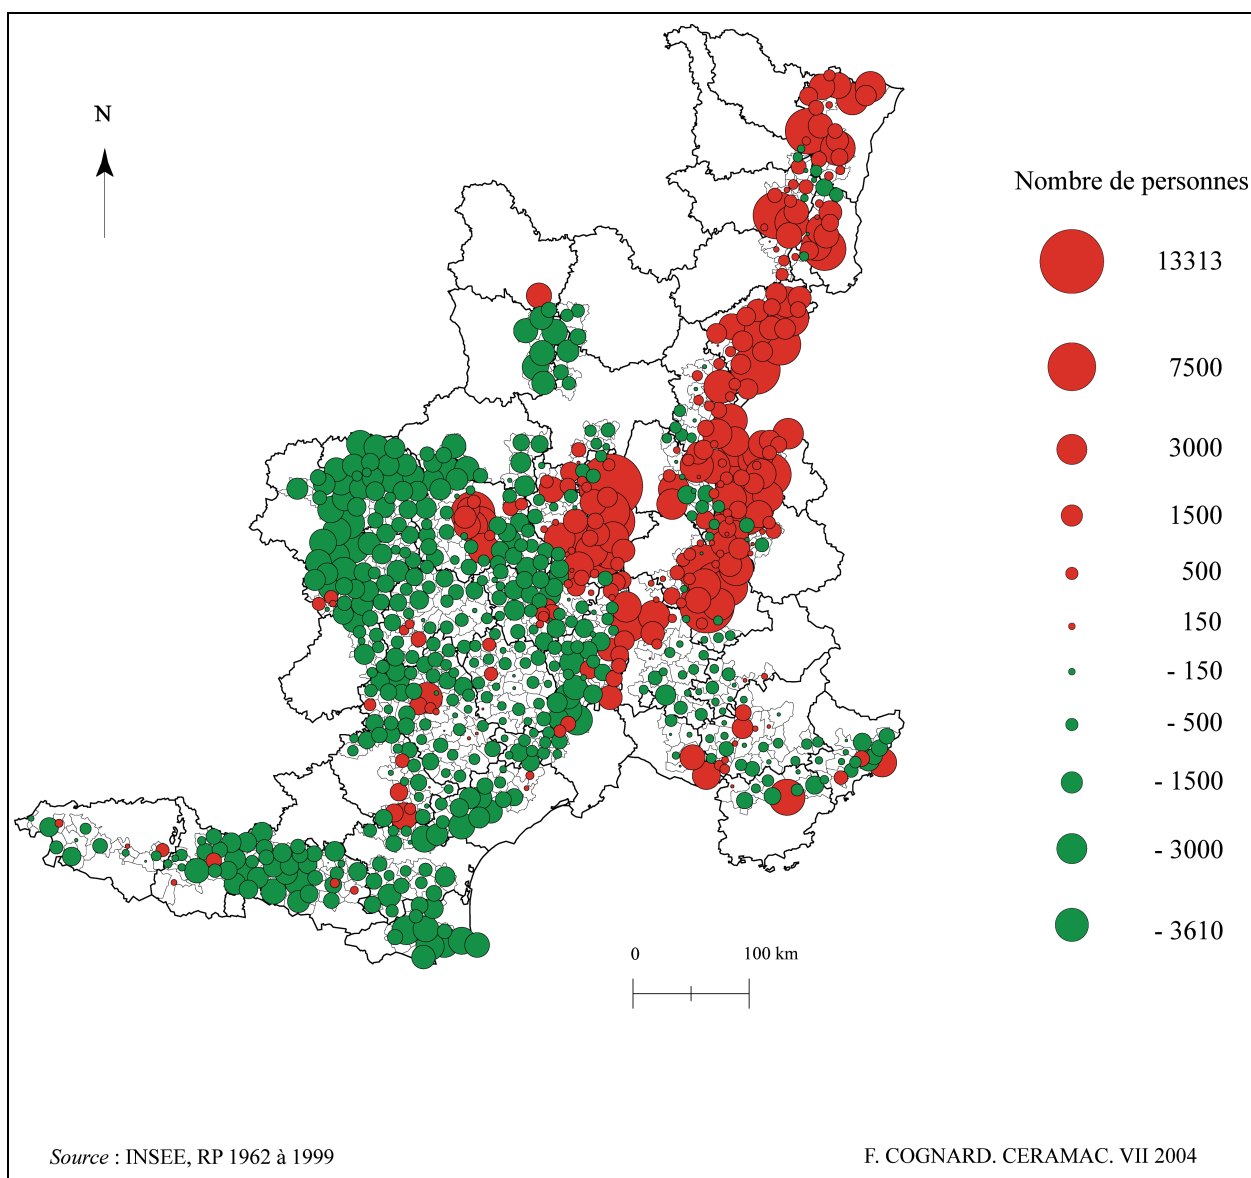 N
Nombre de personnes
13313
7500
3000
1500
500
150
- 150
- 500
- 1500
- 3000
- 3610
0 100 km
Source : INSEE, RP 1962 à 1999
F. COGNARD. CERAMAC. VII 2004